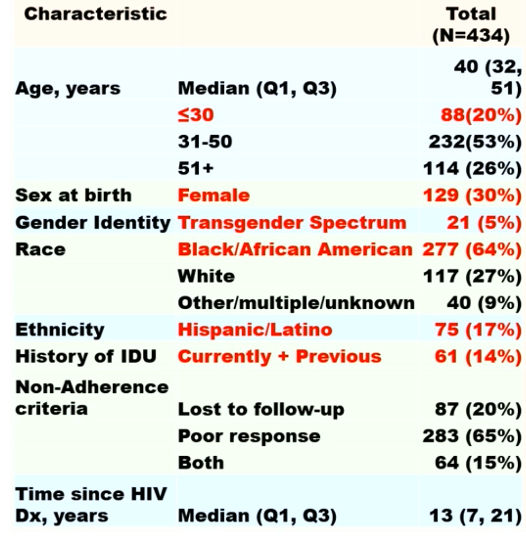 Characteristic Total
(N=434)
40 (32,
Age, years Median (Q1, Q3) 51)
≤30 88(20%)
31-50 232(53%)
51+ 114 (26%)
Sex at birth Female 129 (30%)
Gender Identity Transgender Spectrum 21 (5%)
Race Black/African American 277 (64%)
White 117 (27%)
Other/multiple/unknown 40 (9%)
Ethnicity Hispanic/Latino 75 (17%)
History of IDU Currently + Previous 61 (14%)
Non-Adherence
criteria Lost to follow-up 87 (20%)
Poor response 283 (65%)
Both 64 (15%)
Time since HIV
Dx, years Median (Q1, Q3) 13 (7, 21)